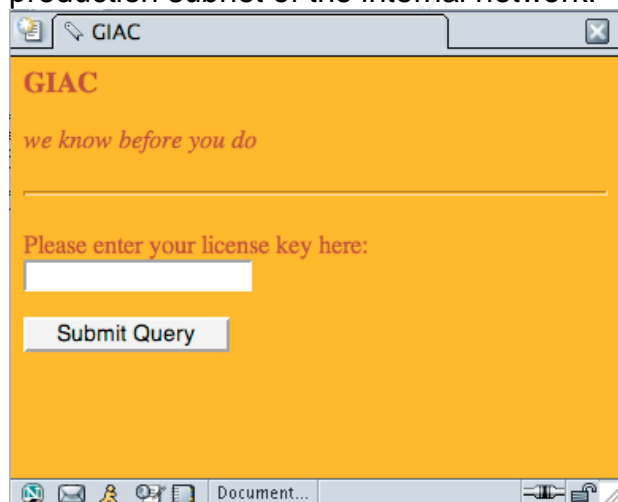 production subnet of the internal network.
GIAC
GIAC
we know before you do
Please enter your license key here:
Submit Query
Document...